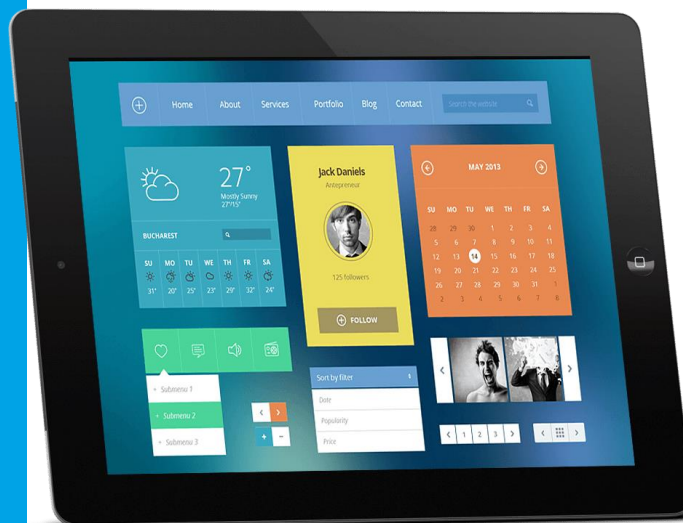 Home About Services Portfolio Blog Contact Search the website
27°
Mostly Sunny
27°/15°
BUCHAREST
SU MO TU WE TH FR SA
31° 20° 25° 23° 29° 32° 24°
Jack Daniels
Antepreneur
125 followers
FOLLOW
MAY 2013
SU MO TU WE TH FR SA
28 29 30 1 2 3 4
5 6 7 8 9 10 11
12 13 14 15 16 17 18
19 20 21 22 23 24 25
26 27 28 29 30 31 1
2 3 4 5 6 7 8
Submenu 1
Submenu 2
Submenu 3
Sort by filter
Date
Popularity
Price
1 2 3